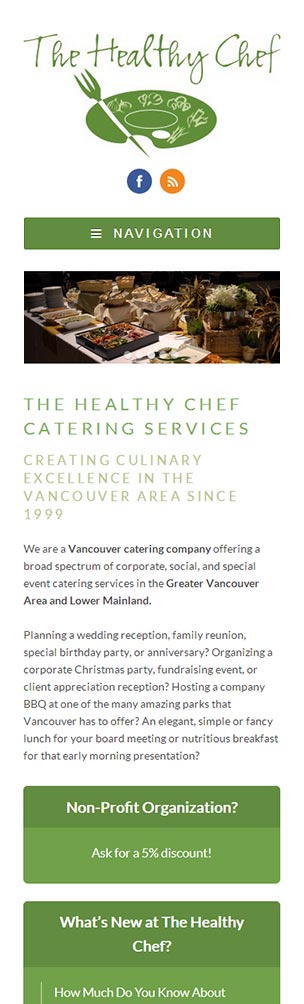 The Healthy Chef
NAVIGATION
THE HEALTHY CHEF
CATERING SERVICES
CREATING CULINARY
EXCELLENCE IN THE
VANCOUVER AREA SINCE
1999
We are a Vancouver catering company offering a
broad spectrum of corporate, social, and special
event catering services in the Greater Vancouver
Area and Lower Mainland.
Planning a wedding reception, family reunion,
special birthday party, or anniversary? Organizing a
corporate Christmas party, fundraising event, or
client appreciation reception? Hosting a company
BBQ at one of the many amazing parks that
Vancouver has to offer? An elegant, simple or fancy
lunch for your board meeting or nutritious breakfast
for that early morning presentation?
Non-Profit Organization?
Ask for a 5% discount!
What's New at The Healthy
Chef?
How Much Do You Know About